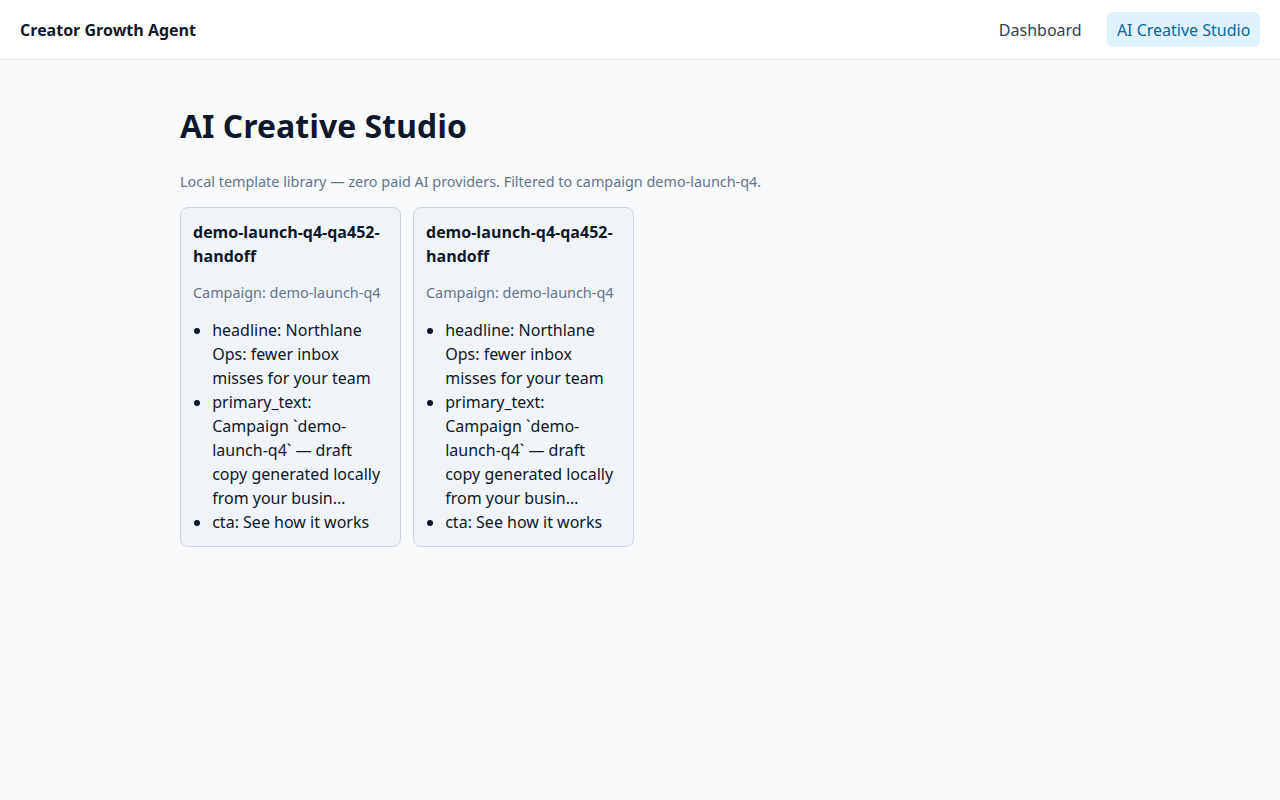 Creator Growth Agent
Dashboard
AI Creative Studio
AI Creative Studio
Local template library — zero paid AI providers. Filtered to campaign demo-launch-q4.
demo-launch-q4-qa452-
handoff
Campaign: demo-launch-q4
headline: Northlane
Ops: fewer inbox
misses for your team
primary_text:
Campaign `demo-
launch-q4` — draft
copy generated locally
from your busin...
cta: See how it works
demo-launch-q4-qa452-
handoff
Campaign: demo-launch-q4
headline: Northlane
Ops: fewer inbox
misses for your team
primary_text:
Campaign `demo-
launch-q4` — draft
copy generated locally
from your busin...
cta: See how it works